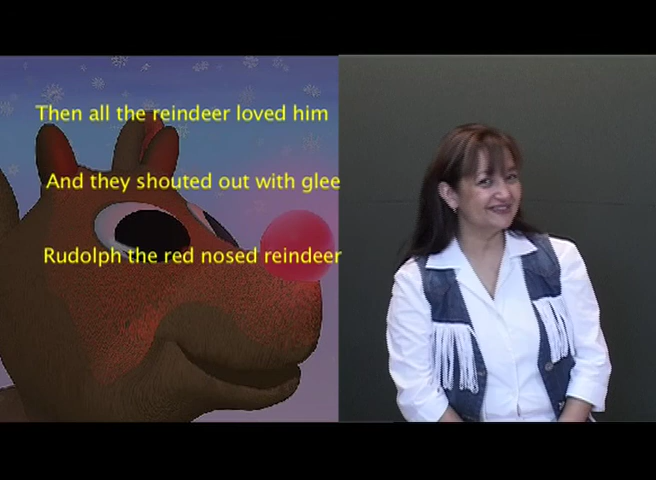 Then all the reindeer loved him
And they shouted out with glee
Rudolph the red nosed reindeer